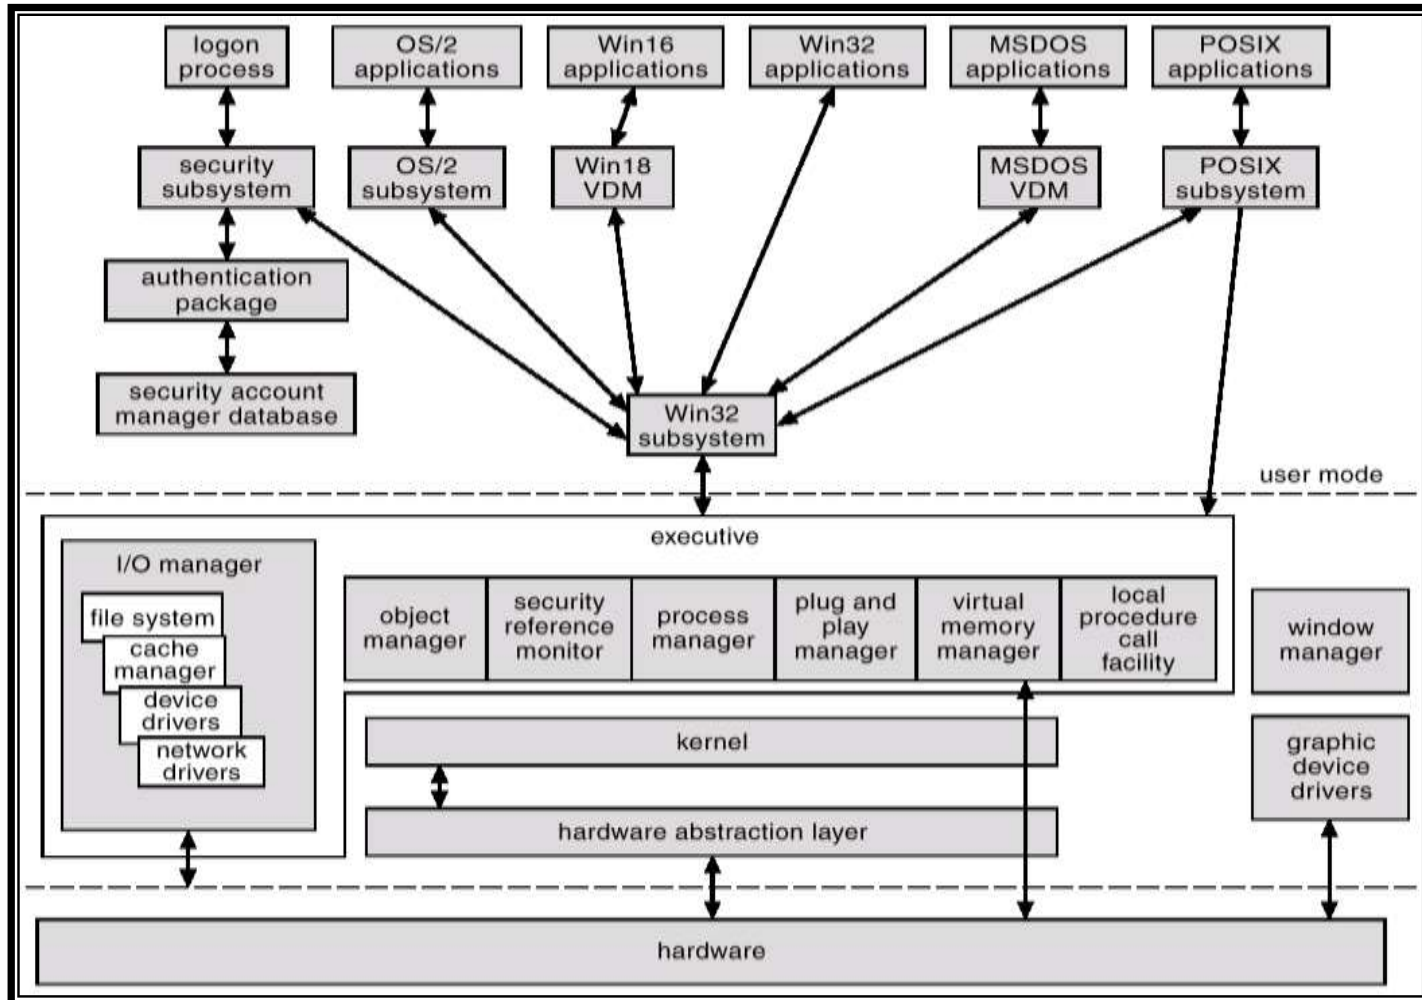 logon
process
OS/2
applications
Win16
applications
Win32
applications
MSDOS
applications
POSIX
applications
security
subsystem
OS/2
subsystem
Win18
VDM
MSDOS
VDM
POSIX
subsystem
authentication
package
security account
manager database
Win32
subsystem
user mode
executive
I/O manager
file system
cache
manager
device
drivers
network
drivers
object
manager
security
reference
monitor
process
manager
plug and
play
manager
virtual
memory
manager
local
procedure
call
facility
window
manager
kernel
graphic
device
drivers
hardware abstraction layer
hardware